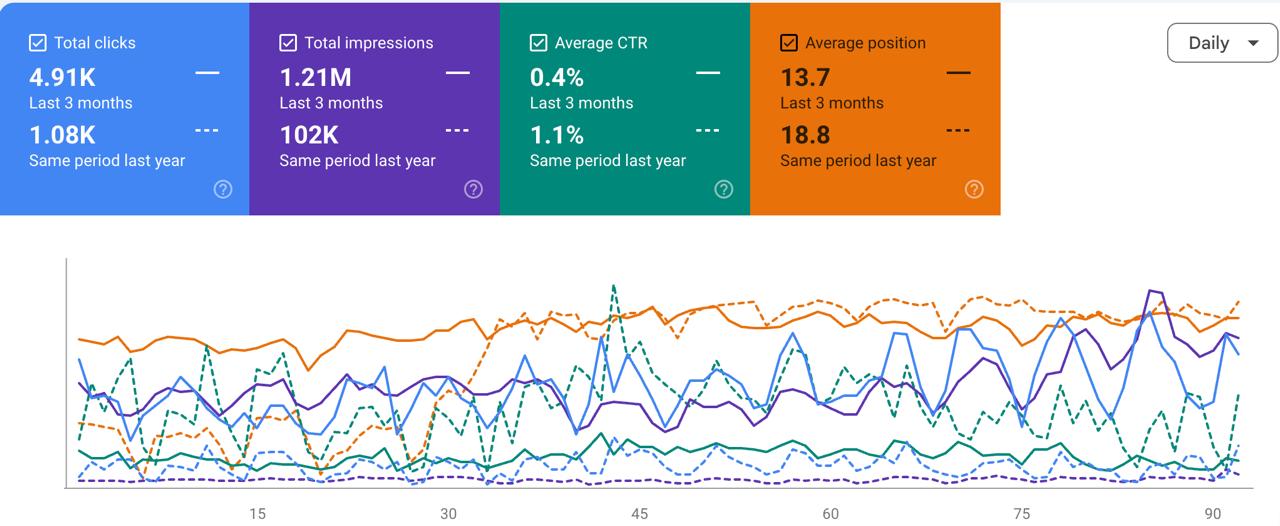 Total clicks
4.91K
Last 3 months
1.08K
Same period last year
Total impressions
1.21M
Last 3 months
102K
Same period last year
Average CTR
0.4%
Last 3 months
1.1%
Same period last year
Average position
13.7
Last 3 months
18.8
Same period last year
Daily
15 30 45 60 75 90